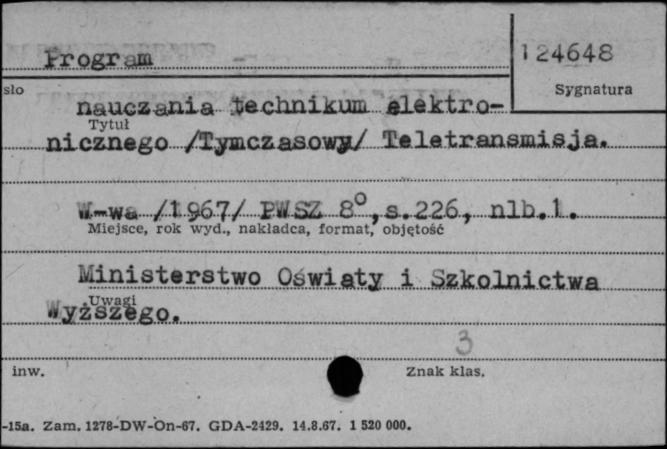 Program
124648
sło
Sygnatura
nauczania technikum elektro-
Tytuł
nicznego /Tymczasowy/ Teletransmisja.
W-wa /1967/ PWSZ 8°, s.226, nlb.1.
Miejsce, rok wyd., nakładca, format, objętość
Ministerstwo Oświaty i Szkolnictwa
Uwagi
Wyższego.
3
inw.
Znak klas.
-15a. Zam. 1278-DW-On-67. GDA-2429. 14.8.67. 1 520 000.